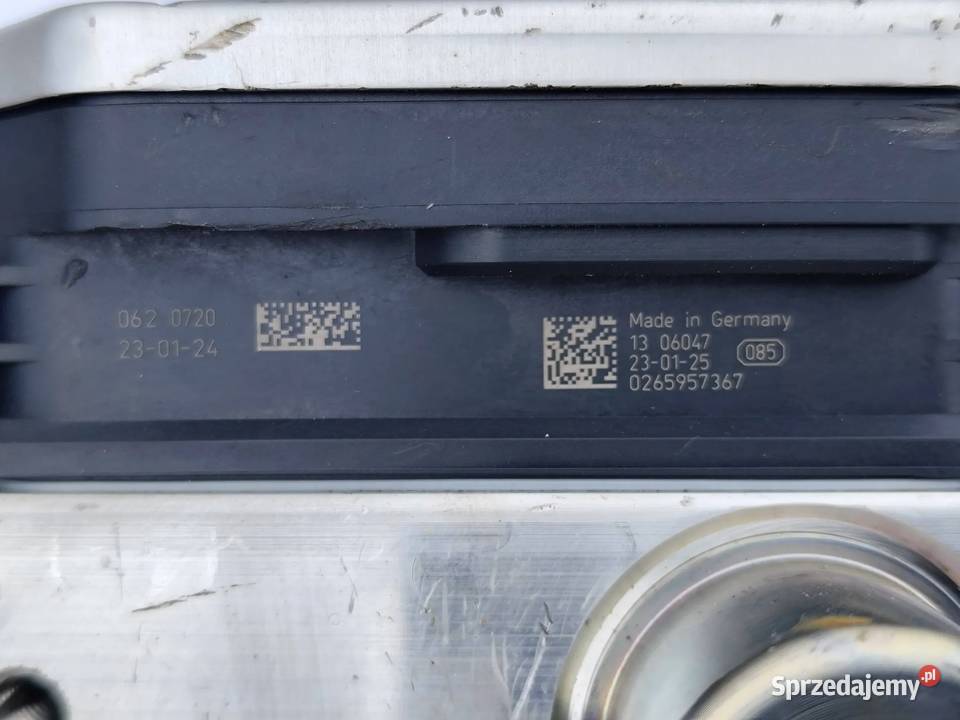 062 0720
23-01-24
Made in Germany
13 06047
23-01-25 085
0265957367
Sprzedajemy.pl